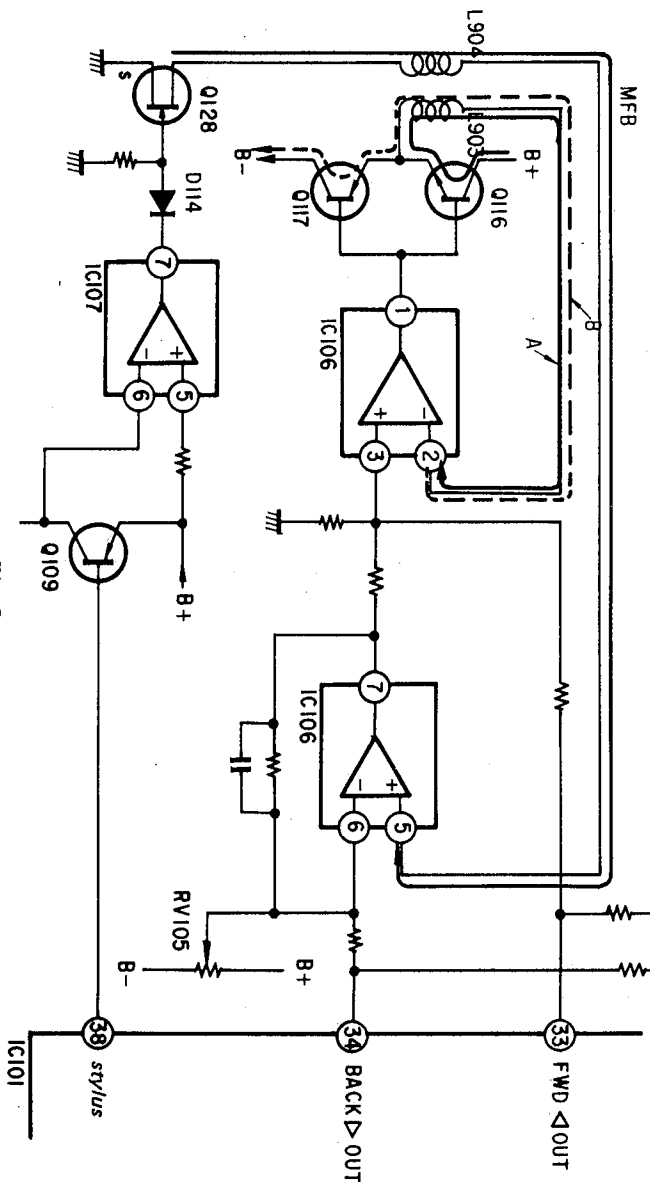 MFB
L904
L903
B+
Q116
B-
Q117
S
Q128
D114
7
IC107
-
+
6
5
1
IC106
+
-
3
2
A
B
Q109
B+
7
IC106
-
+
6
5
RV105
B-
B+
38
stylus
34
BACK ▷ OUT
33
FWD ◁ OUT
IC101